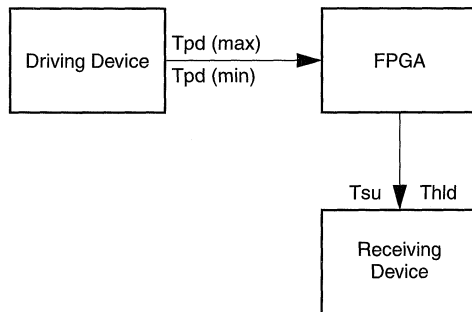 Driving Device
Tpd (max)
Tpd (min)
FPGA
Tsu
Thld
Receiving
Device